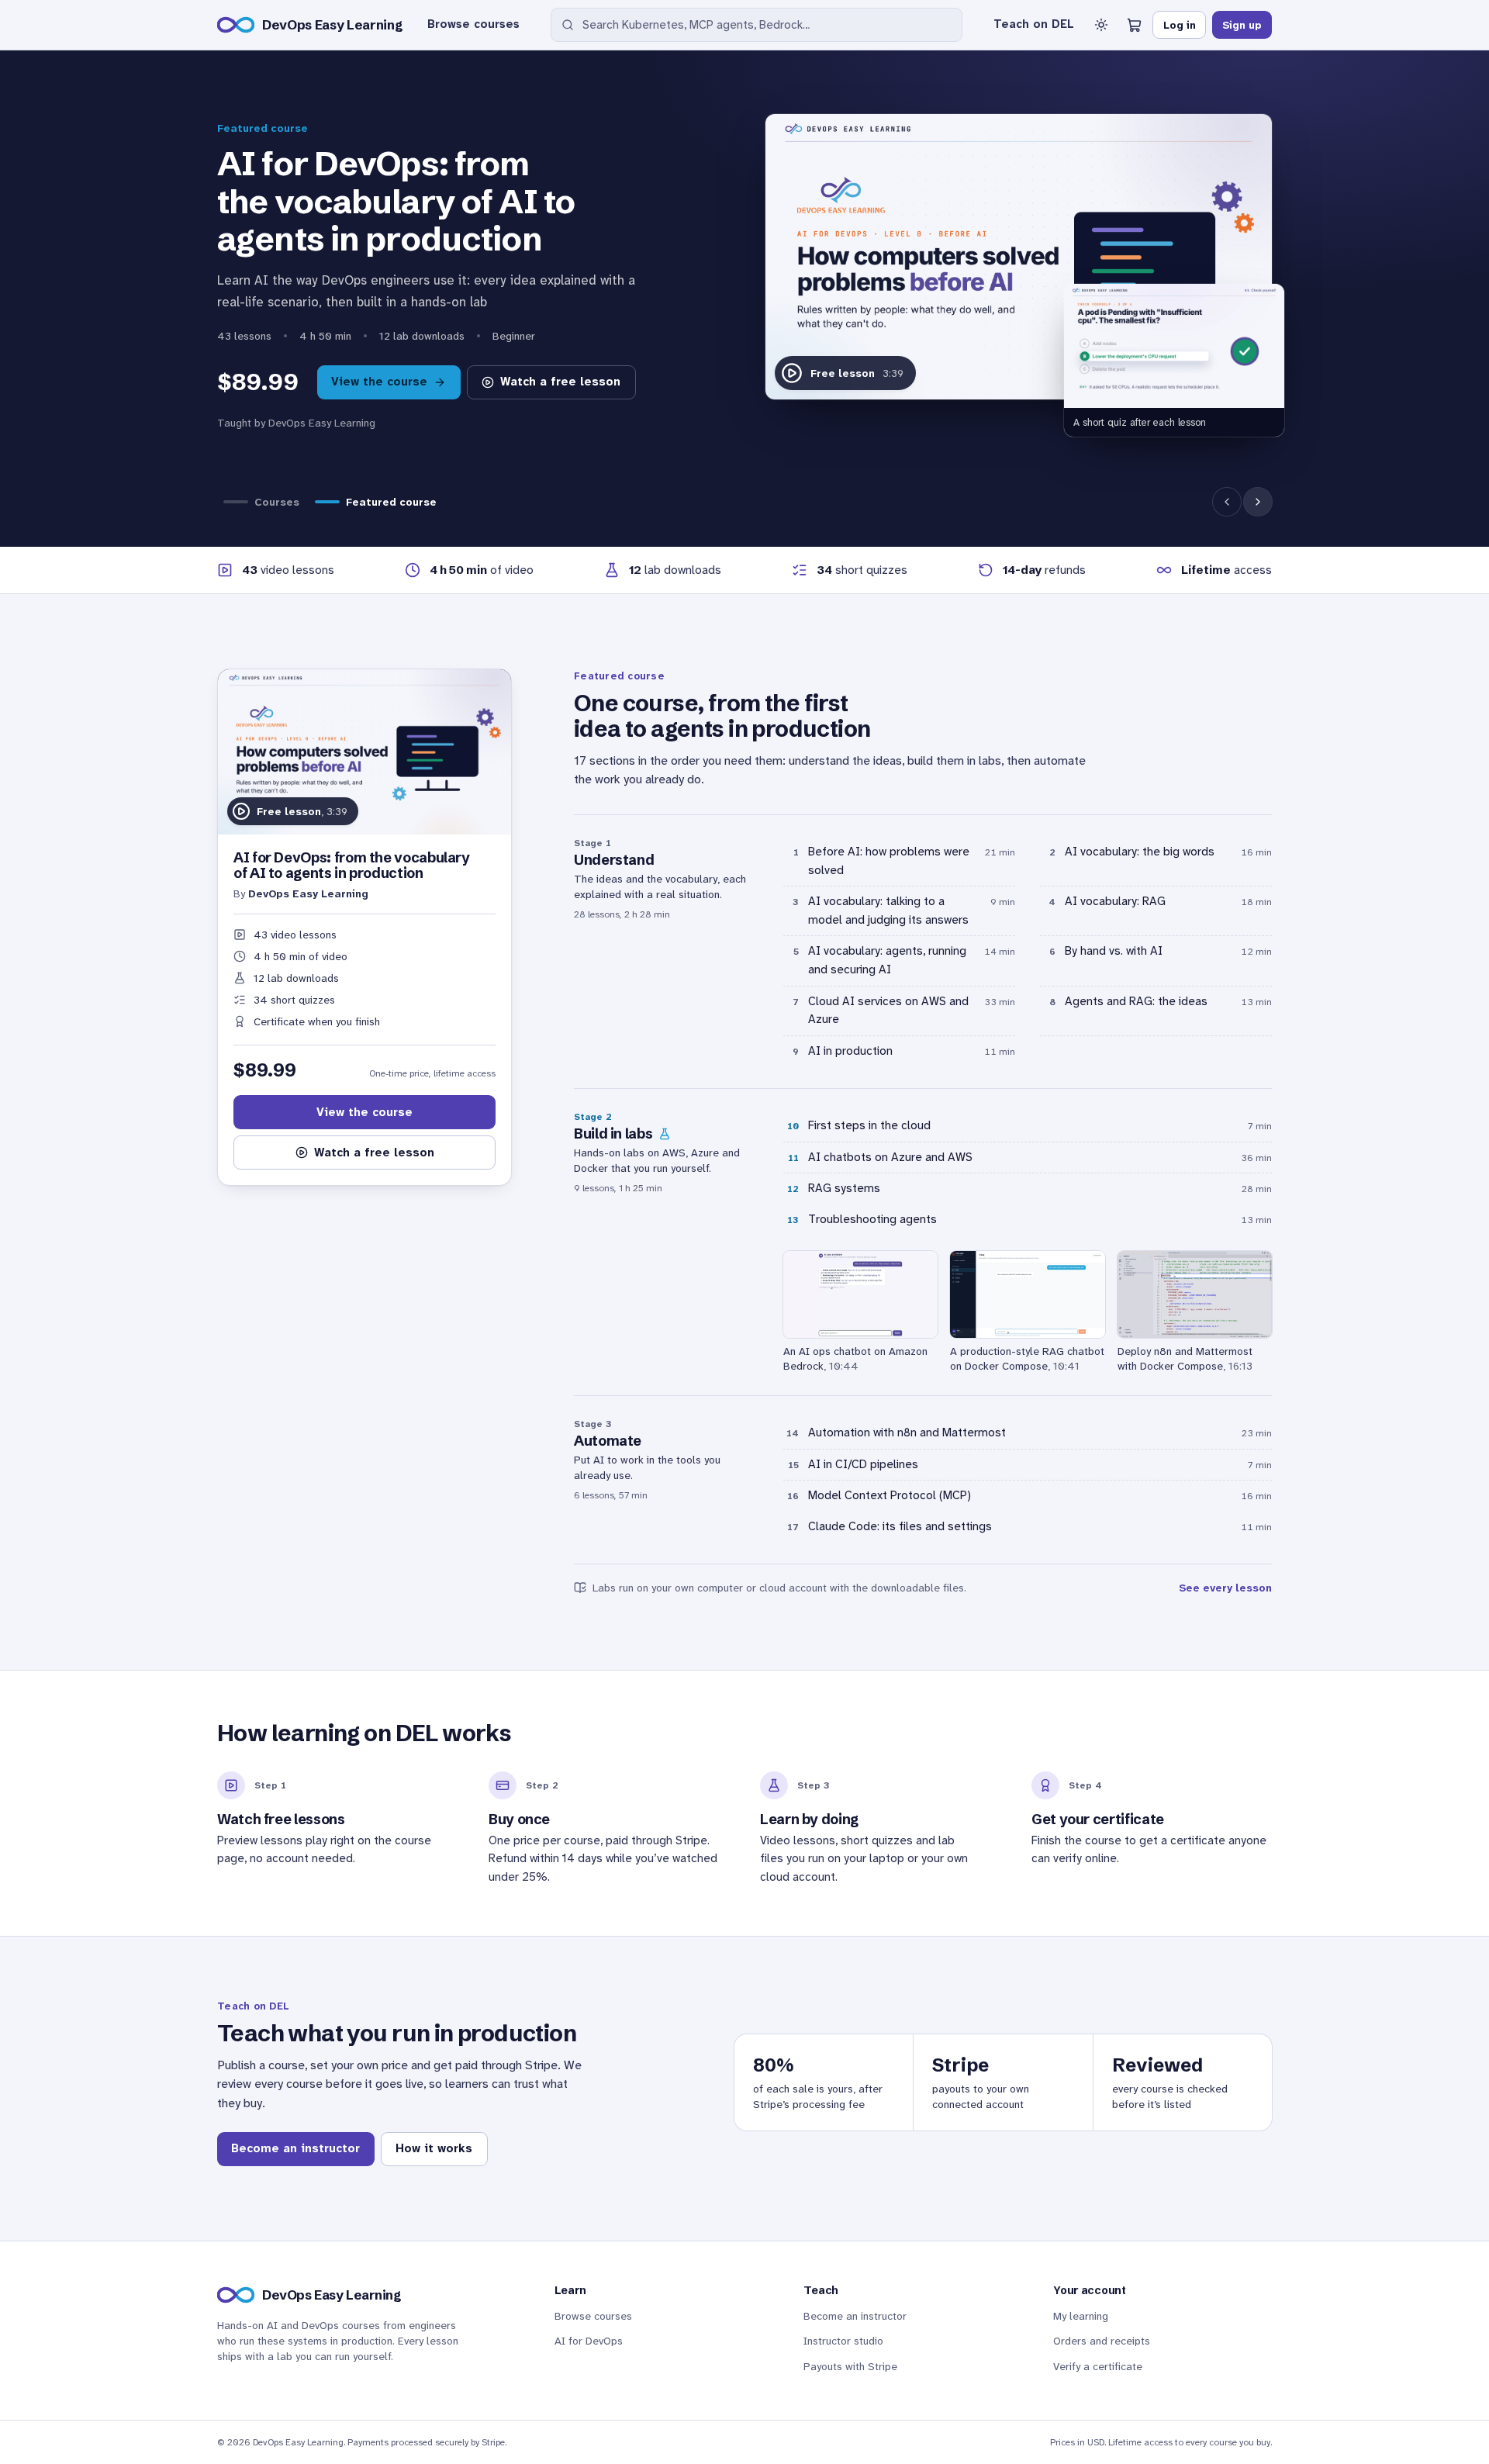 DevOps Easy Learning
Browse courses
Search Kubernetes, MCP agents, Bedrock...
Teach on DEL
Log in
Sign up
Featured course
AI for DevOps: from
the vocabulary of AI to
agents in production
Learn AI the way DevOps engineers use it: every idea explained with a
real-life scenario, then built in a hands-on lab
43 lessons • 4 h 50 min • 12 lab downloads • Beginner
$89.99
View the course
Watch a free lesson
Taught by DevOps Easy Learning
DEVOPS EASY LEARNING
DEVOPS EASY LEARNING
AI FOR DEVOPS · LEVEL 0 · BEFORE AI
How computers solved
problems before AI
Rules written by people: what they do well, and
what they can't do.
Free lesson 3:39
DEVOPS EASY LEARNING
A pod is Pending with "Insufficient
cpu". The smallest fix?
Add nodes
Lower the deployment's CPU request
Delete the pod
A short quiz after each lesson
Courses
Featured course
43 video lessons
4 h 50 min of video
12 lab downloads
34 short quizzes
14-day refunds
Lifetime access
DEVOPS EASY LEARNING
DEVOPS EASY LEARNING
AI FOR DEVOPS · LEVEL 0 · BEFORE AI
How computers solved
problems before AI
Rules written by people: what they do well, and
what they can't do.
Free lesson, 3:39
AI for DevOps: from the vocabulary
of AI to agents in production
By DevOps Easy Learning
43 video lessons
4 h 50 min of video
12 lab downloads
34 short quizzes
Certificate when you finish
$89.99
One-time price, lifetime access
View the course
Watch a free lesson
Featured course
One course, from the first
idea to agents in production
17 sections in the order you need them: understand the ideas, build them in labs, then automate
the work you already do.
Stage 1
Understand
The ideas and the vocabulary, each
explained with a real situation.
28 lessons, 2 h 28 min
1 Before AI: how problems were
solved 21 min
2 AI vocabulary: the big words 16 min
3 AI vocabulary: talking to a
model and judging its answers 9 min
4 AI vocabulary: RAG 18 min
5 AI vocabulary: agents, running
and securing AI 14 min
6 By hand vs. with AI 12 min
7 Cloud AI services on AWS and
Azure 33 min
8 Agents and RAG: the ideas 13 min
9 AI in production 11 min
Stage 2
Build in labs
Hands-on labs on AWS, Azure and
Docker that you run yourself.
9 lessons, 1 h 25 min
10 First steps in the cloud 7 min
11 AI chatbots on Azure and AWS 36 min
12 RAG systems 28 min
13 Troubleshooting agents 13 min
An AI ops chatbot on Amazon
Bedrock, 10:44
A production-style RAG chatbot
on Docker Compose, 10:41
Deploy n8n and Mattermost
with Docker Compose, 16:13
Stage 3
Automate
Put AI to work in the tools you
already use.
6 lessons, 57 min
14 Automation with n8n and Mattermost 23 min
15 AI in CI/CD pipelines 7 min
16 Model Context Protocol (MCP) 16 min
17 Claude Code: its files and settings 11 min
Labs run on your own computer or cloud account with the downloadable files.
See every lesson
How learning on DEL works
Step 1
Watch free lessons
Preview lessons play right on the course
page, no account needed.
Step 2
Buy once
One price per course, paid through Stripe.
Refund within 14 days while you've watched
under 25%.
Step 3
Learn by doing
Video lessons, short quizzes and lab
files you run on your laptop or your own
cloud account.
Step 4
Get your certificate
Finish the course to get a certificate anyone
can verify online.
Teach on DEL
Teach what you run in production
Publish a course, set your own price and get paid through Stripe. We
review every course before it goes live, so learners can trust what
they buy.
Become an instructor
How it works
80%
of each sale is yours, after
Stripe's processing fee
Stripe
payouts to your own
connected account
Reviewed
every course is checked
before it's listed
DevOps Easy Learning
Hands-on AI and DevOps courses from engineers
who run these systems in production. Every lesson
ships with a lab you can run yourself.
Learn
Browse courses
AI for DevOps
Teach
Become an instructor
Instructor studio
Payouts with Stripe
Your account
My learning
Orders and receipts
Verify a certificate
© 2026 DevOps Easy Learning. Payments processed securely by Stripe.
Prices in USD. Lifetime access to every course you buy.